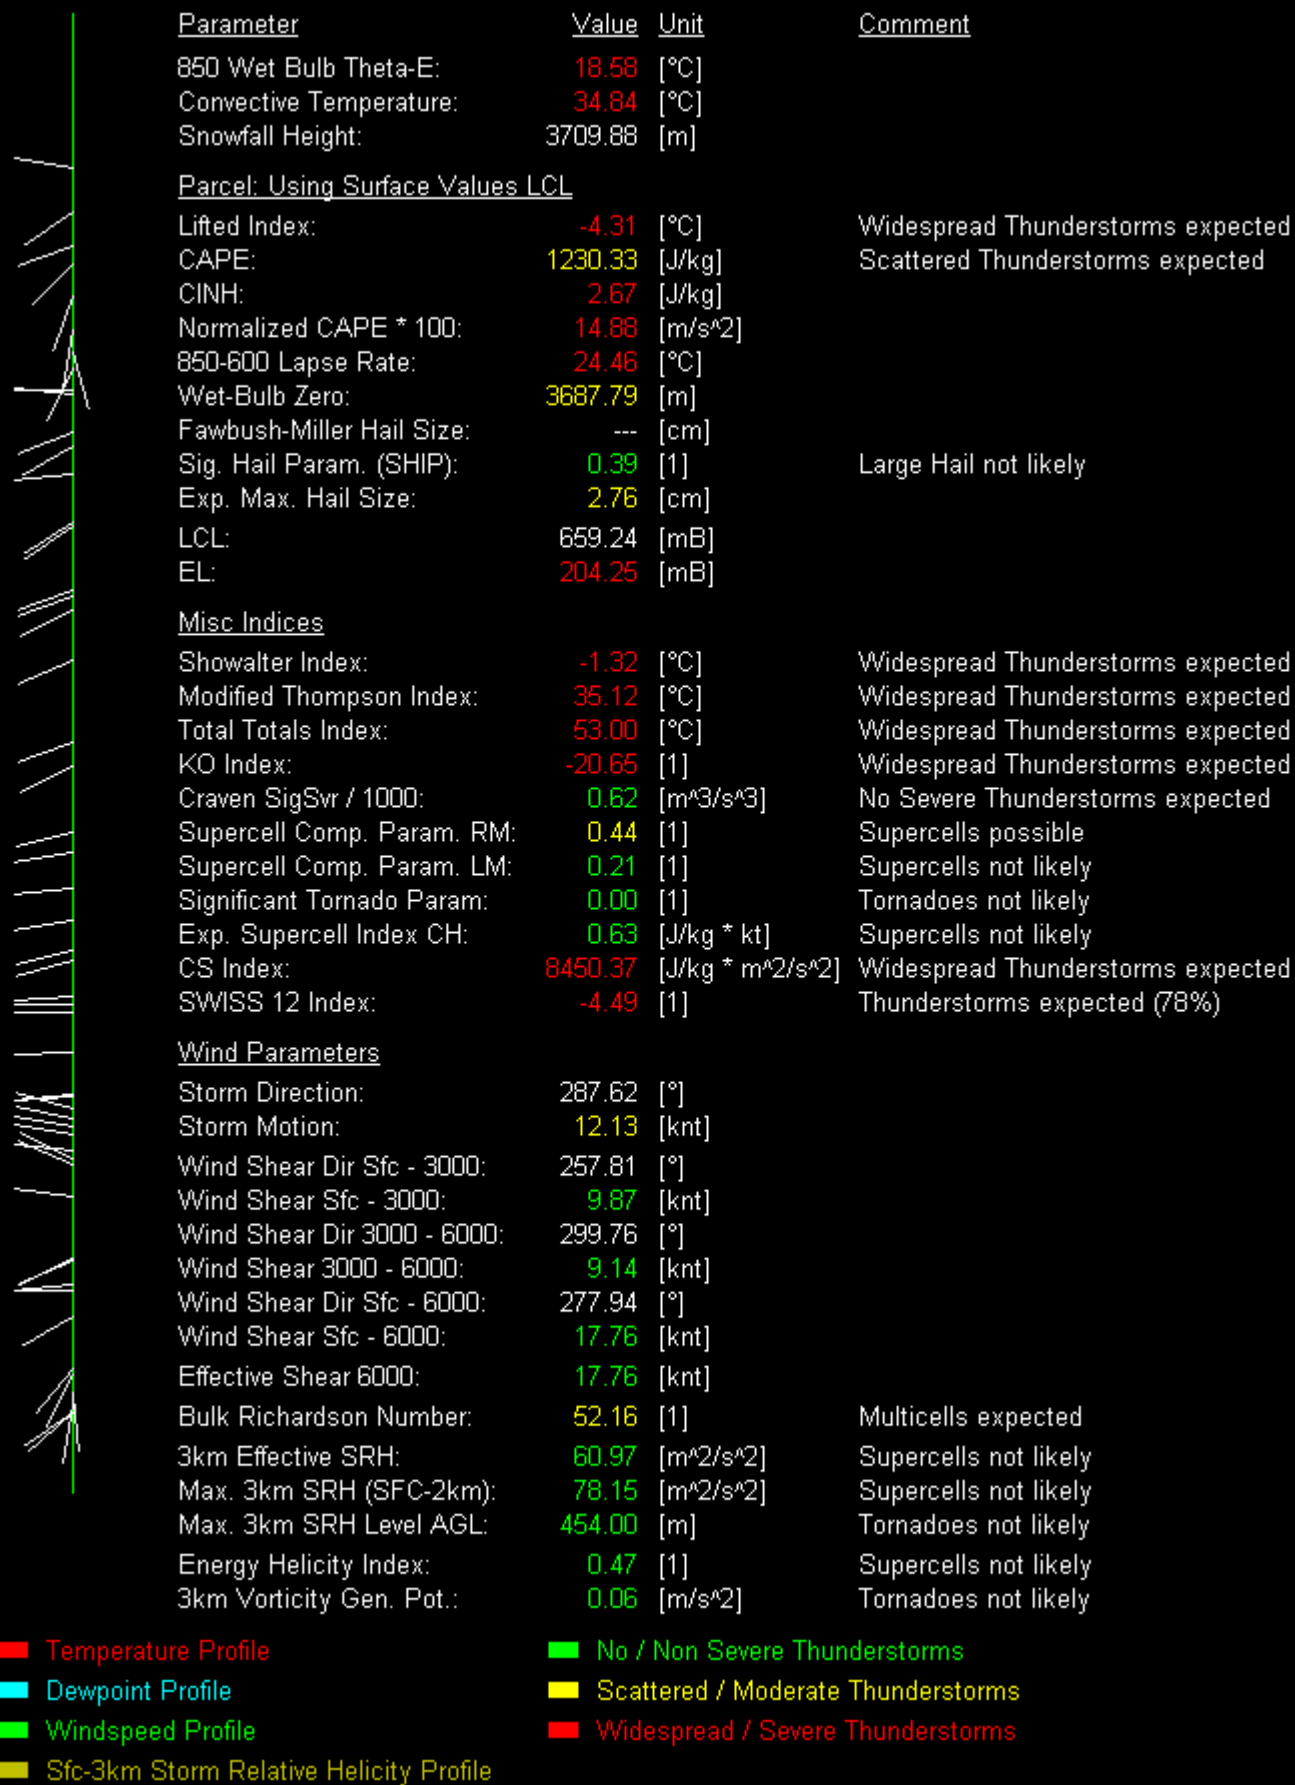 Parameter Value Unit Comment
850 Wet Bulb Theta-E: 18.58 [°C]
Convective Temperature: 34.84 [°C]
Snowfall Height: 3709.88 [m]
Parcel: Using Surface Values LCL
Lifted Index: -4.31 [°C] Widespread Thunderstorms expected
CAPE: 1230.33 [J/kg] Scattered Thunderstorms expected
CINH: 2.67 [J/kg]
Normalized CAPE * 100: 14.88 [m/s^2]
850-600 Lapse Rate: 24.46 [°C]
Wet-Bulb Zero: 3687.79 [m]
Fawbush-Miller Hail Size: --- [cm]
Sig. Hail Param. (SHIP): 0.39 [1] Large Hail not likely
Exp. Max. Hail Size: 2.76 [cm]
LCL: 659.24 [mB]
EL: 204.25 [mB]
Misc Indices
Showalter Index: -1.32 [°C] Widespread Thunderstorms expected
Modified Thompson Index: 35.12 [°C] Widespread Thunderstorms expected
Total Totals Index: 53.00 [°C] Widespread Thunderstorms expected
KO Index: -20.65 [1] Widespread Thunderstorms expected
Craven SigSvr / 1000: 0.62 [m^3/s^3] No Severe Thunderstorms expected
Supercell Comp. Param. RM: 0.44 [1] Supercells possible
Supercell Comp. Param. LM: 0.21 [1] Supercells not likely
Significant Tornado Param: 0.00 [1] Tornadoes not likely
Exp. Supercell Index CH: 0.63 [J/kg * kt] Supercells not likely
CS Index: 8450.37 [J/kg * m^2/s^2] Widespread Thunderstorms expected
SWISS 12 Index: -4.49 [1] Thunderstorms expected (78%)
Wind Parameters
Storm Direction: 287.62 [°]
Storm Motion: 12.13 [knt]
Wind Shear Dir Sfc - 3000: 257.81 [°]
Wind Shear Sfc - 3000: 9.87 [knt]
Wind Shear Dir 3000 - 6000: 299.76 [°]
Wind Shear 3000 - 6000: 9.14 [knt]
Wind Shear Dir Sfc - 6000: 277.94 [°]
Wind Shear Sfc - 6000: 17.76 [knt]
Effective Shear 6000: 17.76 [knt]
Bulk Richardson Number: 52.16 [1] Multicells expected
3km Effective SRH: 60.97 [m^2/s^2] Supercells not likely
Max. 3km SRH (SFC-2km): 78.15 [m^2/s^2] Supercells not likely
Max. 3km SRH Level AGL: 454.00 [m] Tornadoes not likely
Energy Helicity Index: 0.47 [1] Supercells not likely
3km Vorticity Gen. Pot.: 0.06 [m/s^2] Tornadoes not likely
Temperature Profile No / Non Severe Thunderstorms
Dewpoint Profile Scattered / Moderate Thunderstorms
Windspeed Profile Widespread / Severe Thunderstorms
Sfc-3km Storm Relative Helicity Profile